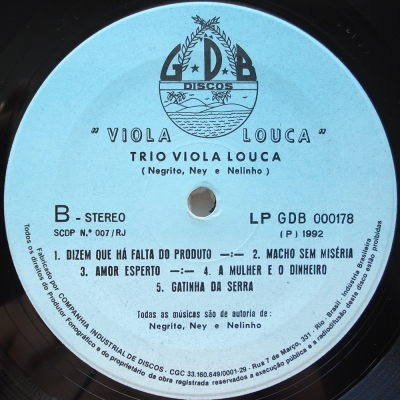 G.D.B
DISCOS
"VIOLA LOUCA"
TRIO VIOLA LOUCA
( Negrito, Ney e Nelinho )
B - STEREO
LP GDB 000178
SCDP N.º 007/RJ
( P ) 1992
1. DIZEM QUE HÁ FALTA DO PRODUTO —:— 2. MACHO SEM MISÉRIA
3. AMOR ESPERTO —:— 4. A MULHER E O DINHEIRO
5. GATINHA DA SERRA
Todas as músicas são de autoria de:
Negrito, Ney e Nelinho
Fabricado por COMPANHIA INDUSTRIAL DE DISCOS - CGC 33.160.649/0001-29 - Rua 7 de Março, 331 - Rio, Brasil - Indústria Brasileira
Todos os direitos do Produtor Fonográfico e do proprietário da obra registrada reservados a execução pública e a radiodifusão deste disco estão proibidas